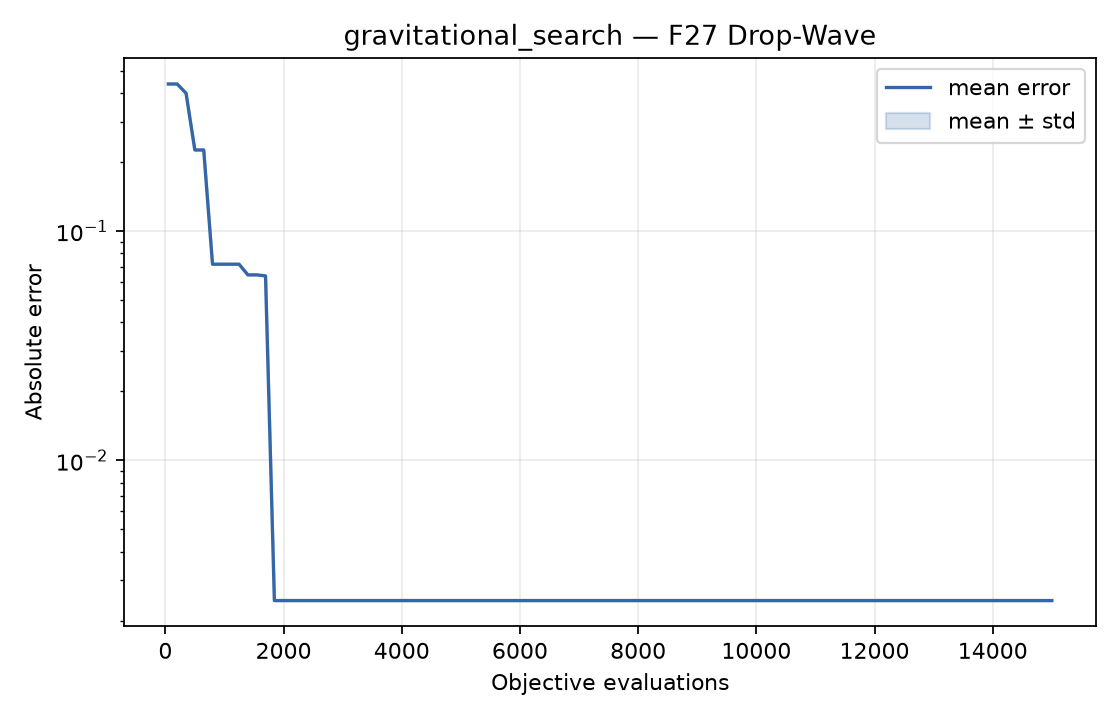 gravitational_search — F27 Drop-Wave
mean error
mean ± std
Absolute error
10⁻¹
10⁻²
0 2000 4000 6000 8000 10000 12000 14000
Objective evaluations